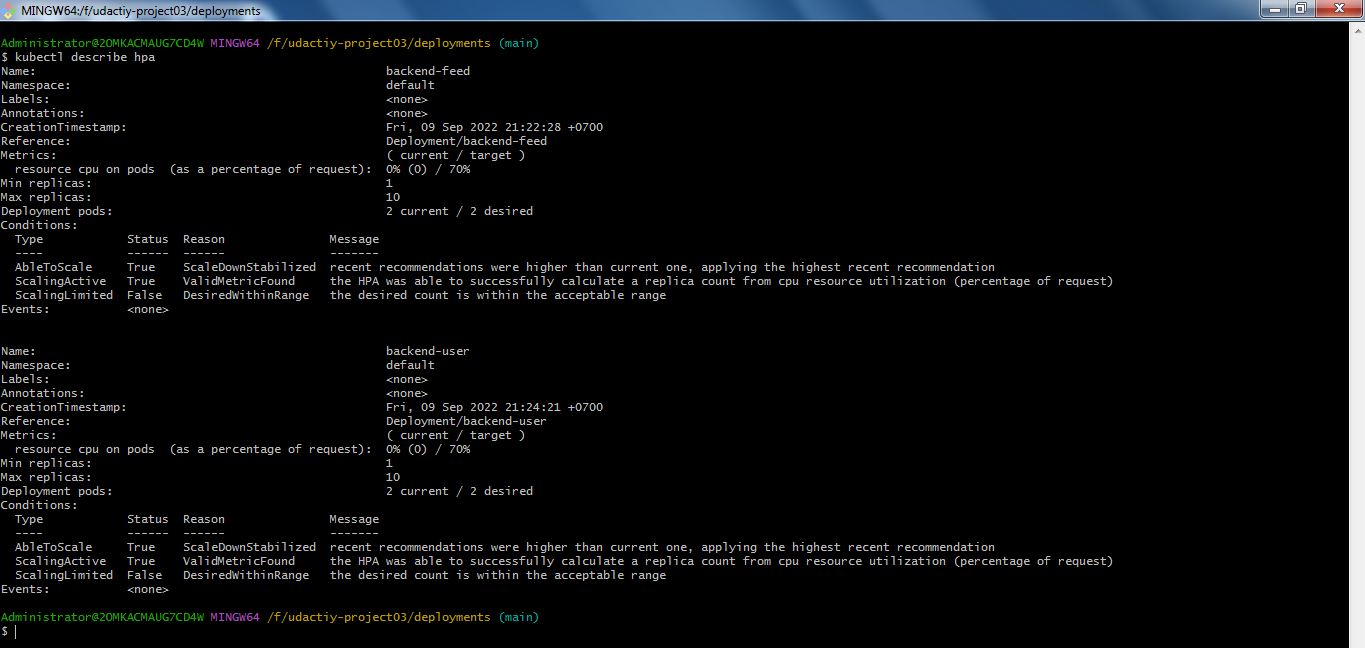 MINGW64:/f/udactiy-project03/deployments
Administrator@2OMKACMAUG7CD4W MINGW64 /f/udactiy-project03/deployments (main)
$ kubectl describe hpa
Name:                                                  backend-feed
Namespace:                                             default
Labels:                                                <none>
Annotations:                                           <none>
CreationTimestamp:                                     Fri, 09 Sep 2022 21:22:28 +0700
Reference:                                             Deployment/backend-feed
Metrics:                                               ( current / target )
  resource cpu on pods  (as a percentage of request):  0% (0) / 70%
Min replicas:                                          1
Max replicas:                                          10
Deployment pods:                                       2 current / 2 desired
Conditions:
  Type            Status  Reason               Message
  ----            ------  ------               -------
  AbleToScale     True    ScaleDownStabilized  recent recommendations were higher than current one, applying the highest recent recommendation
  ScalingActive   True    ValidMetricFound     the HPA was able to successfully calculate a replica count from cpu resource utilization (percentage of request)
  ScalingLimited  False   DesiredWithinRange   the desired count is within the acceptable range
Events:           <none>
Name:                                                  backend-user
Namespace:                                             default
Labels:                                                <none>
Annotations:                                           <none>
CreationTimestamp:                                     Fri, 09 Sep 2022 21:24:21 +0700
Reference:                                             Deployment/backend-user
Metrics:                                               ( current / target )
  resource cpu on pods  (as a percentage of request):  0% (0) / 70%
Min replicas:                                          1
Max replicas:                                          10
Deployment pods:                                       2 current / 2 desired
Conditions:
  Type            Status  Reason               Message
  ----            ------  ------               -------
  AbleToScale     True    ScaleDownStabilized  recent recommendations were higher than current one, applying the highest recent recommendation
  ScalingActive   True    ValidMetricFound     the HPA was able to successfully calculate a replica count from cpu resource utilization (percentage of request)
  ScalingLimited  False   DesiredWithinRange   the desired count is within the acceptable range
Events:           <none>
Administrator@2OMKACMAUG7CD4W MINGW64 /f/udactiy-project03/deployments (main)
$